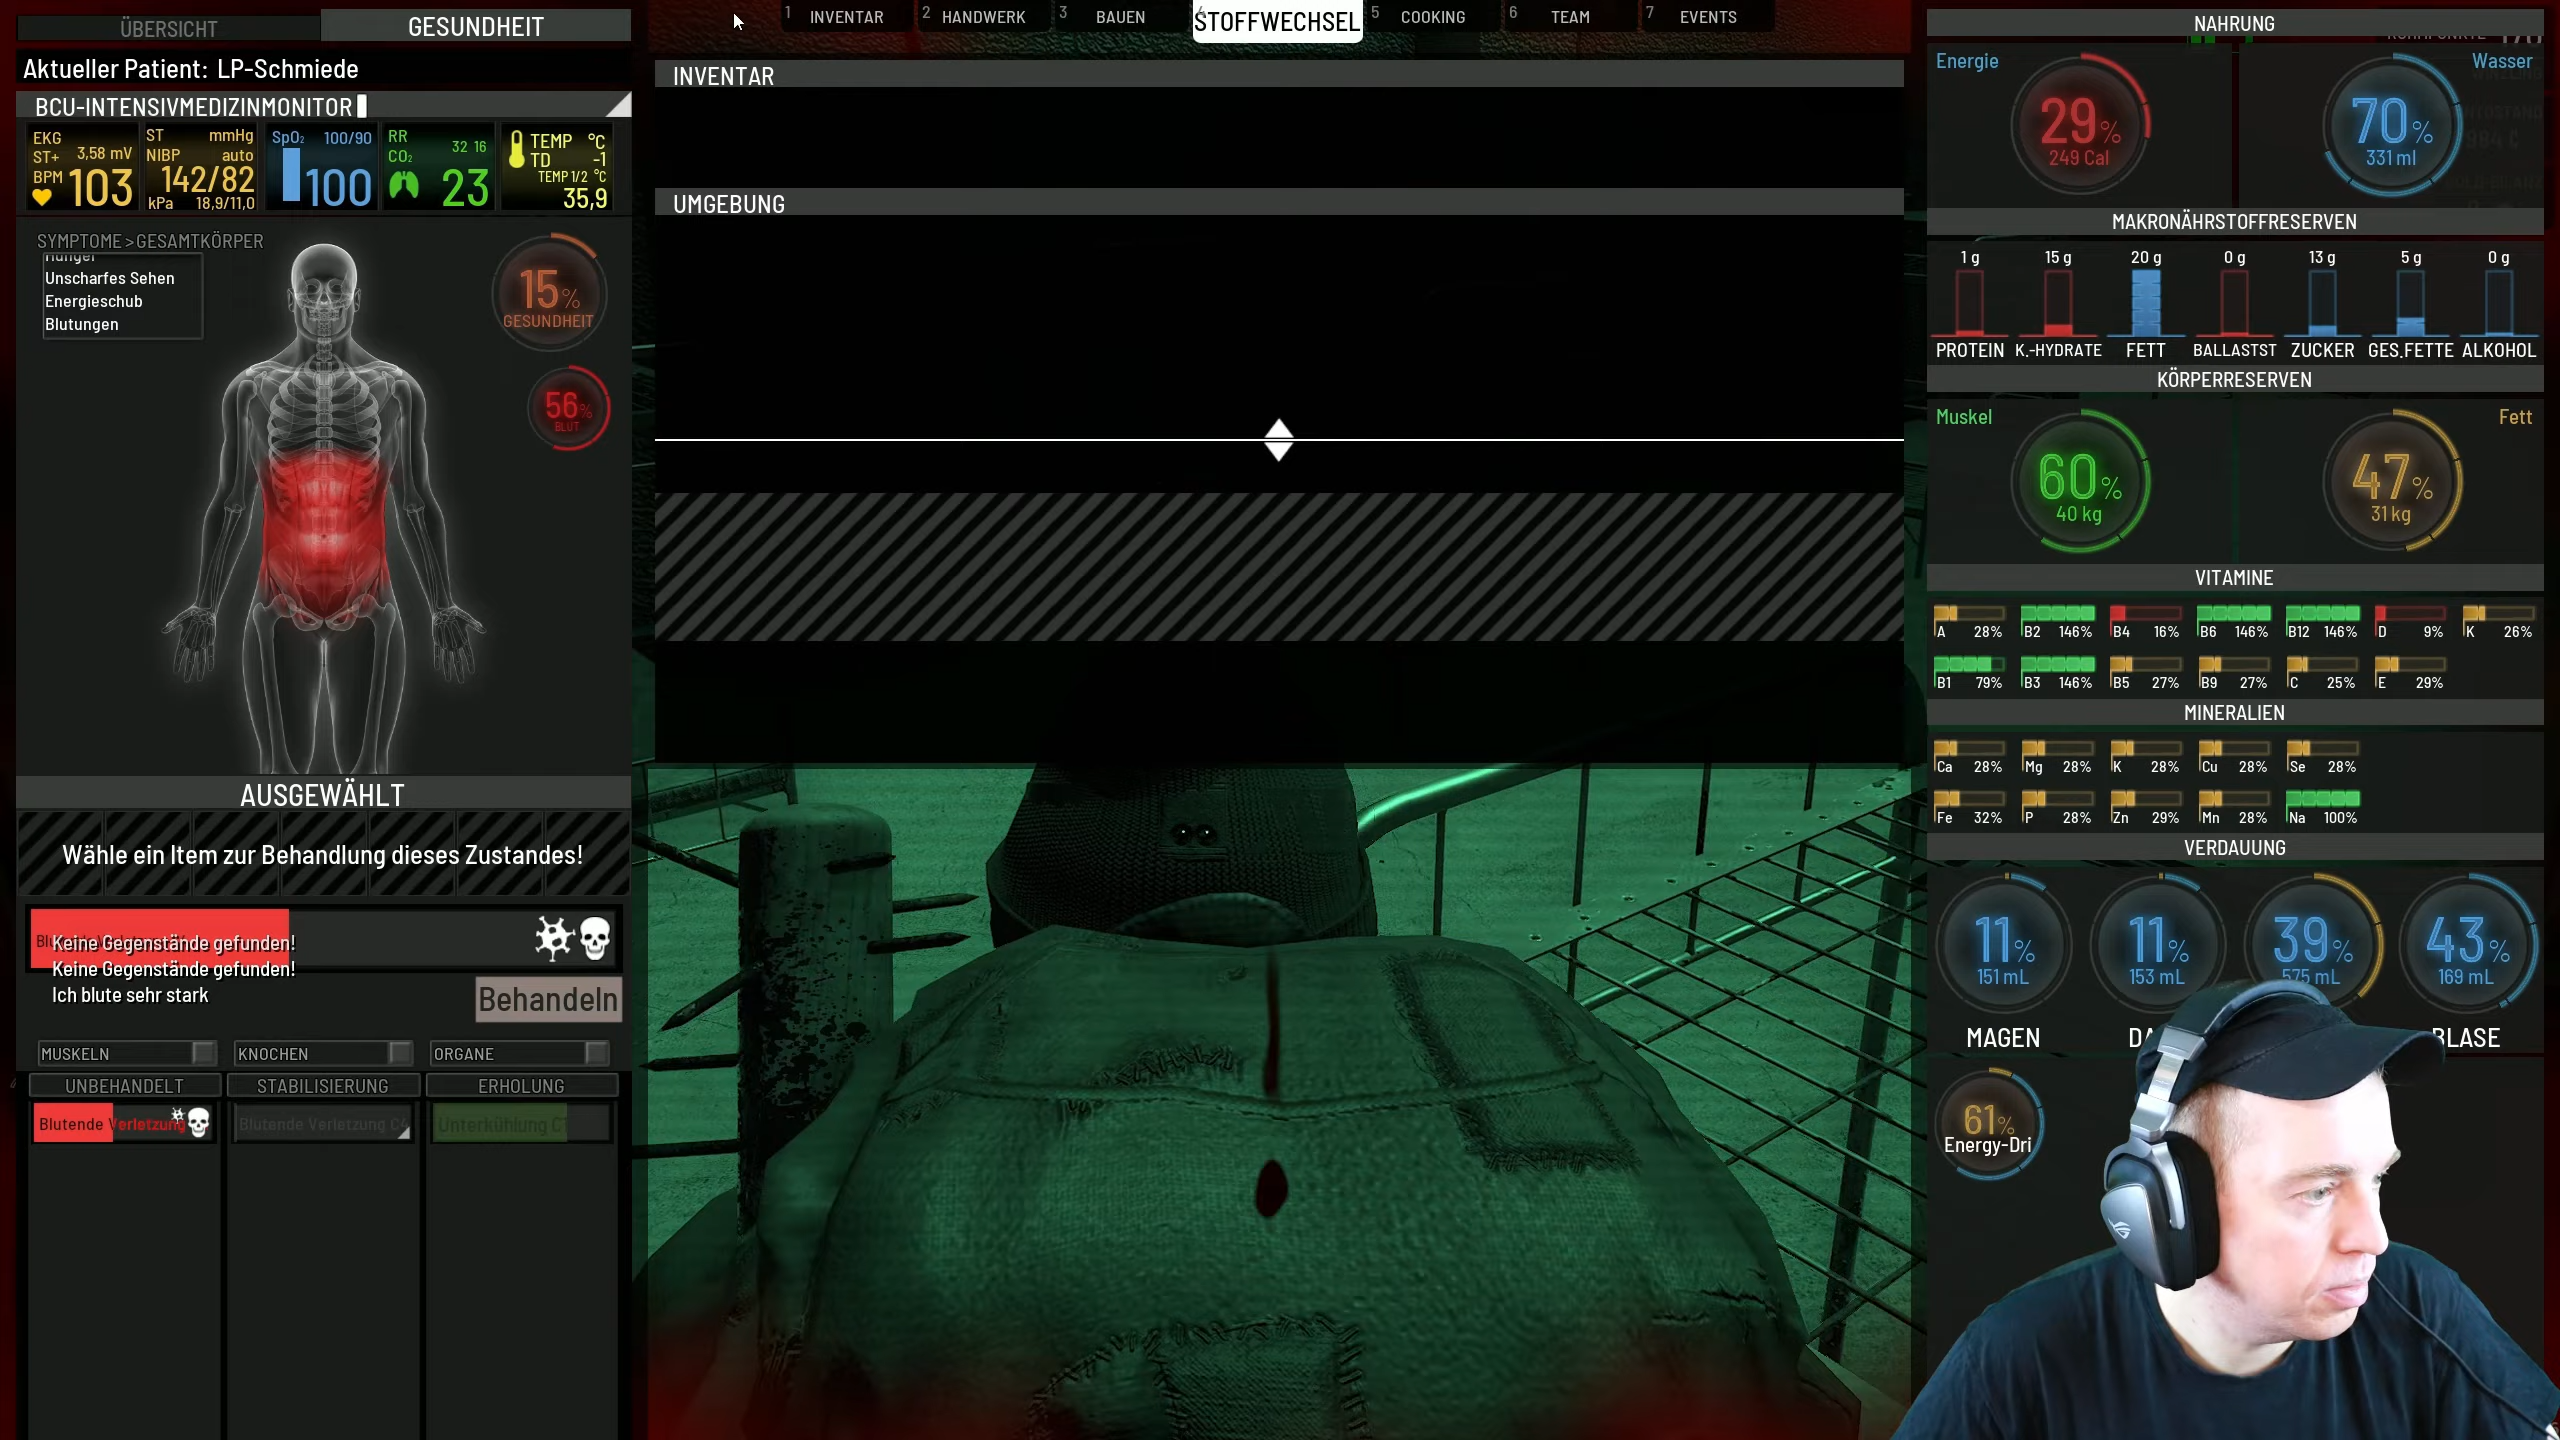 ÜBERSICHT
GESUNDHEIT
Aktueller Patient: LP-Schmiede
BCU-INTENSIVMEDIZINMONITOR
EKG
ST+ 3,58 mV
BPM 103
ST mmHg
NIBP auto
142/82
kPa 18,9/11,0
SpO₂ 100/90
100
RR
CO₂ 32 16
23
TEMP °C
TD -1
TEMP 1/2 °C
35,9
SYMPTOME > GESAMTKÖRPER
Hunger
Unscharfes Sehen
Energieschub
Blutungen
15%
GESUNDHEIT
56%
BLUT
AUSGEWÄHLT
Wähle ein Item zur Behandlung dieses Zustandes!
Keine Gegenstände gefunden!
Keine Gegenstände gefunden!
Ich blute sehr stark
Behandeln
MUSKELN
KNOCHEN
ORGANE
UNBEHANDELT
STABILISIERUNG
ERHOLUNG
Blutende Verletzung
Blutende Verletzung C4
Unterkühlung
1 INVENTAR
2 HANDWERK
3 BAUEN
STOFFWECHSEL
5 COOKING
6 TEAM
7 EVENTS
INVENTAR
UMGEBUNG
NAHRUNG
Energie
29%
249 Cal
Wasser
70%
331 ml
MAKRONÄHRSTOFFRESERVEN
1 g 15 g 20 g 0 g 13 g 5 g 0 g
PROTEIN K.-HYDRATE FETT BALLASTST ZUCKER GES.FETTE ALKOHOL
KÖRPERRESERVEN
Muskel
60%
40 kg
Fett
47%
31 kg
VITAMINE
A 28% B2 146% B4 16% B6 146% B12 146% D 9% K 26%
B1 79% B3 146% B5 27% B9 27% C 25% E 29%
MINERALIEN
Ca 28% Mg 28% K 28% Cu 28% Se 28%
Fe 32% P 28% Zn 29% Mn 28% Na 100%
VERDAUUNG
11% 11% 39% 43%
151 mL 153 mL 575 mL 169 mL
MAGEN DA BLASE
61%
Energy-Dri